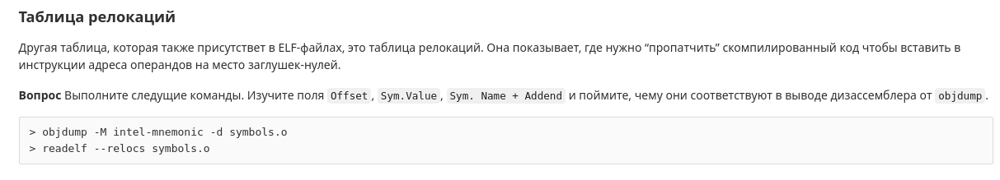 Таблица релокаций
Другая таблица, которая также присутствет в ELF-файлах, это таблица релокаций. Она показывает, где нужно “пропатчить” скомпилированный код чтобы вставить в
инструкции адреса операндов на место заглушек-нулей.
Вопрос Выполните следущие команды. Изучите поля Offset, Sym.Value, Sym. Name + Addend и поймите, чему они соответствуют в выводе дизассемблера от objdump.
> objdump -M intel-mnemonic -d symbols.o
> readelf --relocs symbols.o